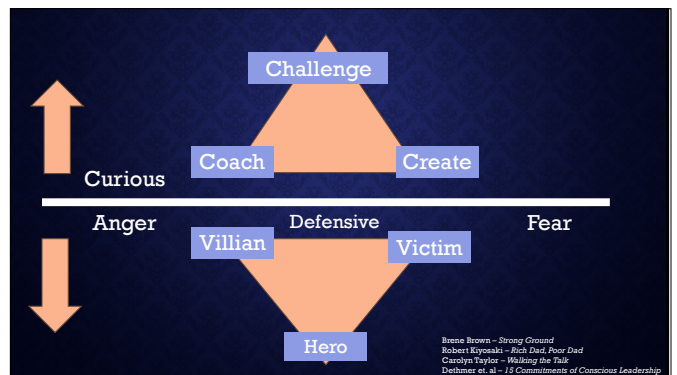 Challenge
Coach
Create
Curious
Anger
Defensive
Fear
Villian
Victim
Hero
Brene Brown – Strong Ground
Robert Kiyosaki – Rich Dad, Poor Dad
Carolyn Taylor – Walking the Talk
Dethmer et. al – 15 Commitments of Conscious Leadership